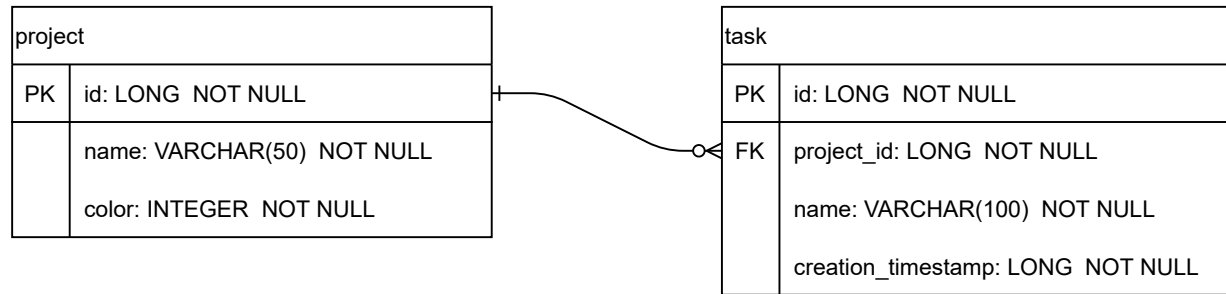 project
PK id: LONG NOT NULL
name: VARCHAR(50) NOT NULL
color: INTEGER NOT NULL
task
PK id: LONG NOT NULL
FK project_id: LONG NOT NULL
name: VARCHAR(100) NOT NULL
creation_timestamp: LONG NOT NULL